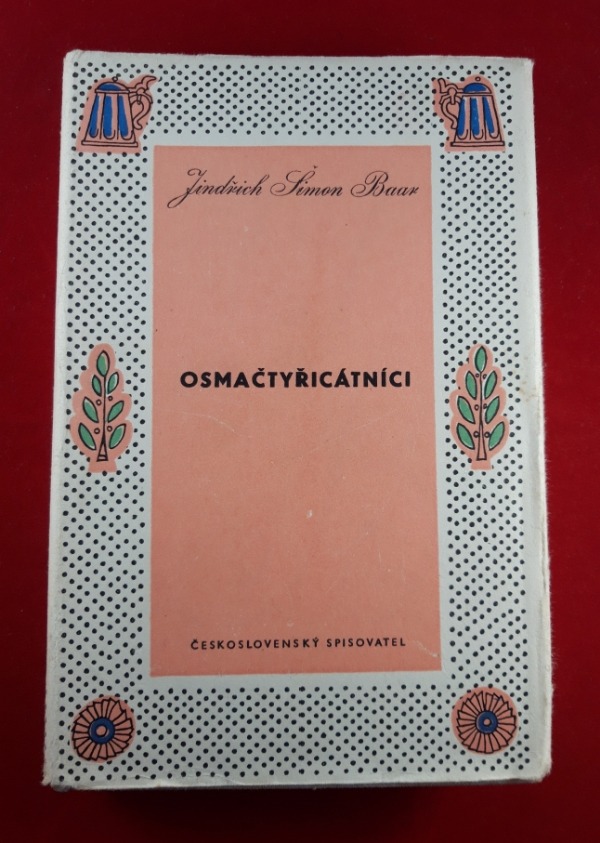 Jindřich Šimon Baar
OSMAČTYŘICÁTNÍCI
ČESKOSLOVENSKÝ SPISOVATEL